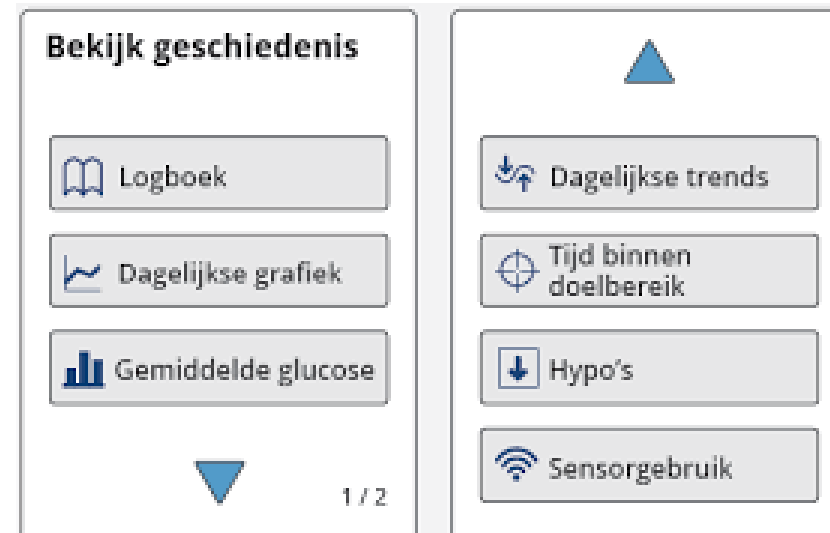 Bekijk geschiedenis
Logboek
Dagelijkse grafiek
Gemiddelde glucose
1 / 2
Dagelijkse trends
Tijd binnen
doelbereik
Hypo's
Sensorgebruik